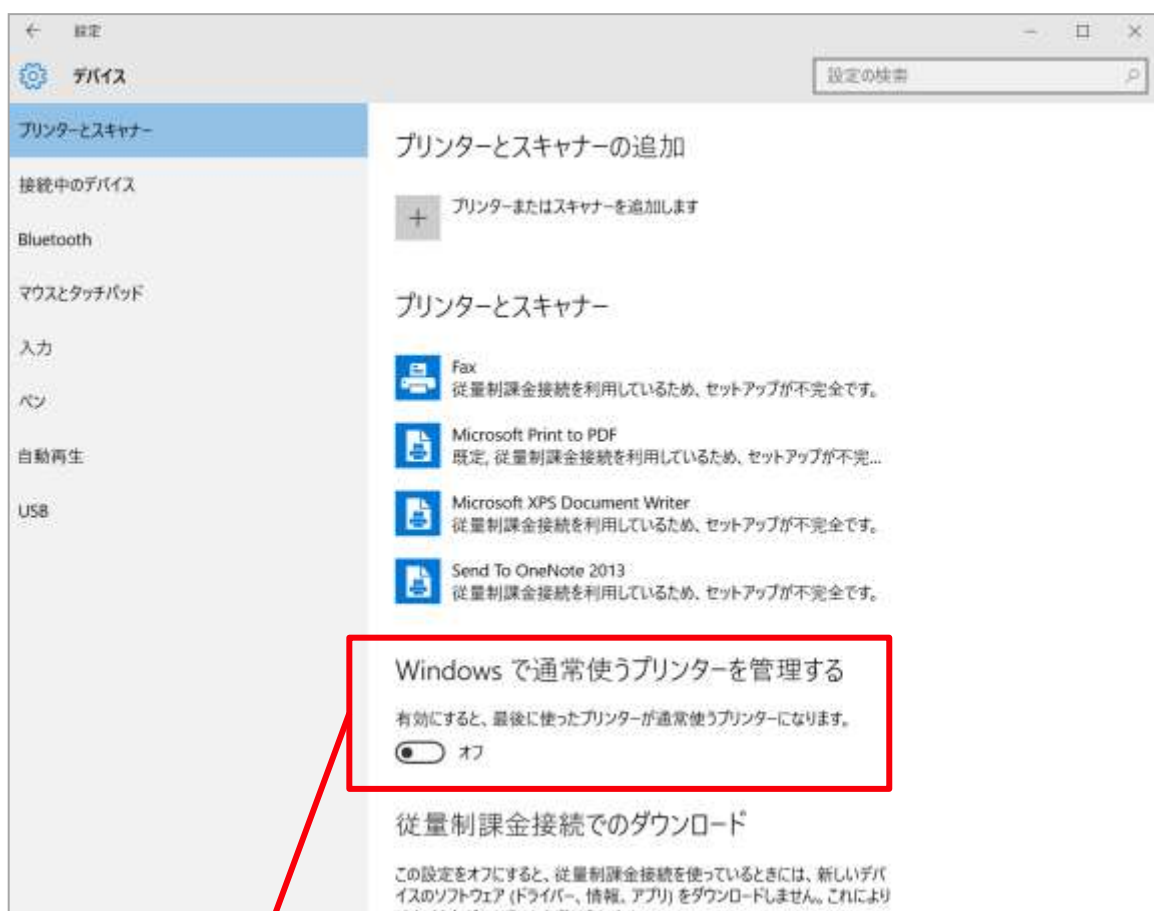 設定
デバイス
設定の検索
プリンターとスキャナー
接続中のデバイス
Bluetooth
マウスとタッチパッド
入力
ペン
自動再生
USB
プリンターとスキャナーの追加
プリンターまたはスキャナーを追加します
プリンターとスキャナー
Fax
従量制課金接続を利用しているため、セットアップが不完全です。
Microsoft Print to PDF
既定, 従量制課金接続を利用しているため、セットアップが不完...
Microsoft XPS Document Writer
従量制課金接続を利用しているため、セットアップが不完全です。
Send To OneNote 2013
従量制課金接続を利用しているため、セットアップが不完全です。
Windows で通常使うプリンターを管理する
有効にすると、最後に使ったプリンターが通常使うプリンターになります。
オフ
従量制課金接続でのダウンロード
この設定をオフにすると、従量制課金接続を使っているときには、新しいデバ
イスのソフトウェア (ドライバー、情報、アプリ) をダウンロードしません。これにより